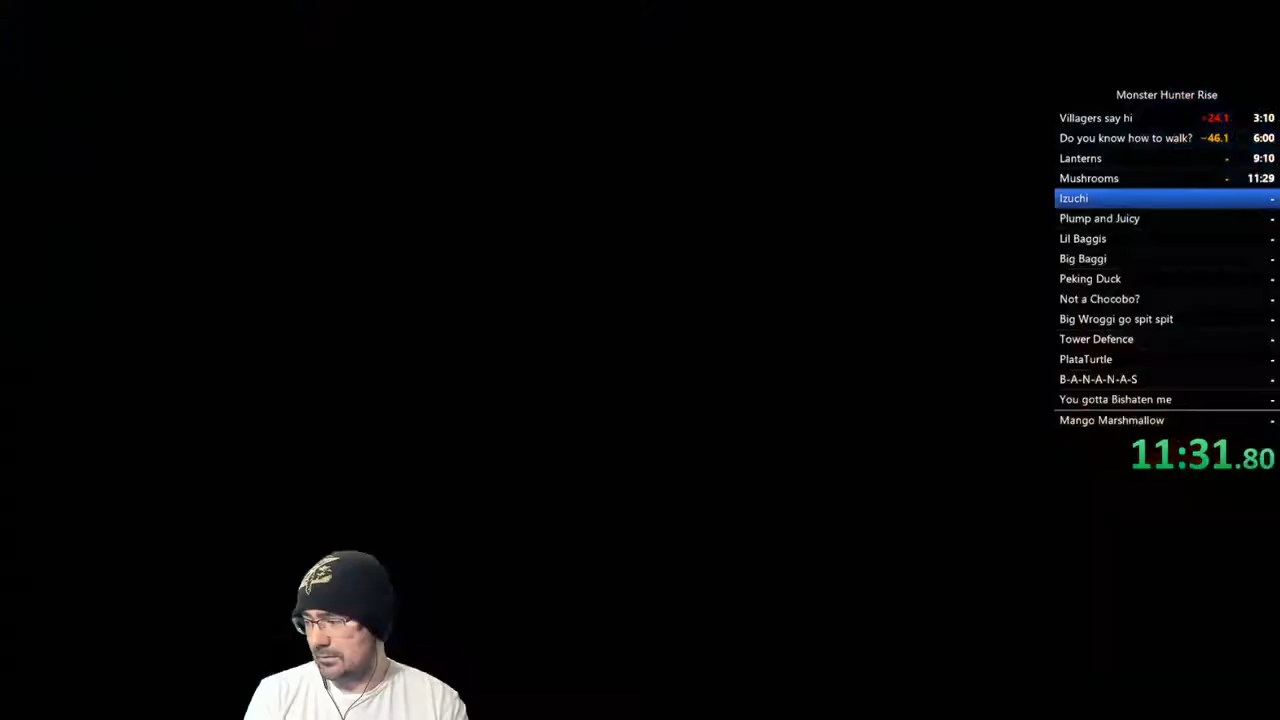 Monster Hunter Rise
Villagers say hi +24.1 3:10
Do you know how to walk? −46.1 6:00
Lanterns - 9:10
Mushrooms - 11:29
Izuchi -
Plump and Juicy -
Lil Baggis -
Big Baggi -
Peking Duck -
Not a Chocobo? -
Big Wroggi go spit spit -
Tower Defence -
PlataTurtle -
B-A-N-A-N-A-S -
You gotta Bishaten me -
Mango Marshmallow -
11:31.80